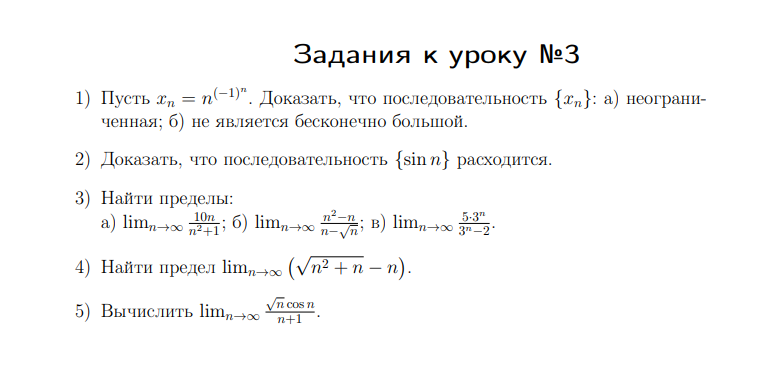 Задания к уроку №3
1) Пусть $x_n = n^{(-1)^n}$. Доказать, что последовательность $\{x_n\}$: а) неограни-
ченная; б) не является бесконечно большой.
2) Доказать, что последовательность $\{\sin n\}$ расходится.
3) Найти пределы:
а) $\lim_{n\to\infty} \frac{10n}{n^2+1}$; б) $\lim_{n\to\infty} \frac{n^2-n}{n-\sqrt{n}}$; в) $\lim_{n\to\infty} \frac{5\cdot 3^n}{3^n-2}$.
4) Найти предел $\lim_{n\to\infty} \left(\sqrt{n^2+n}-n\right)$.
5) Вычислить $\lim_{n\to\infty} \frac{\sqrt{n}\cos n}{n+1}$.